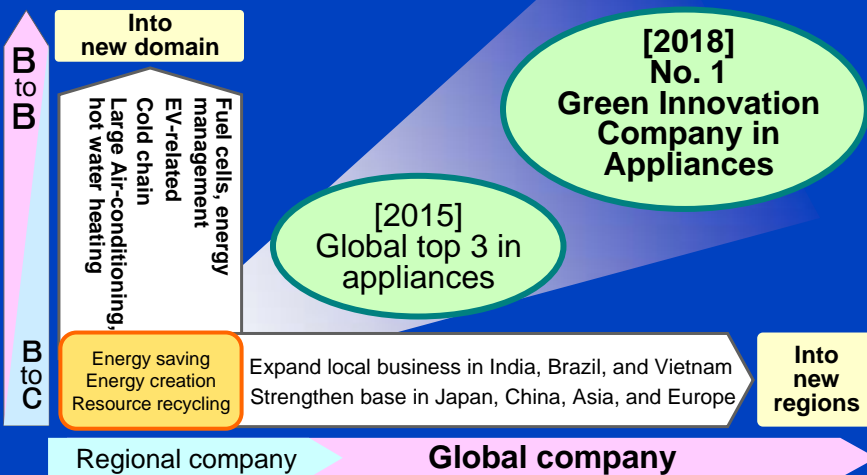 B
to
B
Into
new domain
Fuel cells, energy
management
EV-related
Cold chain
Large Air-conditioning,
hot water heating
[2018]
No. 1
Green Innovation
Company in
Appliances
[2015]
Global top 3 in
appliances
B
to
C
Energy saving
Energy creation
Resource recycling
Expand local business in India, Brazil, and Vietnam
Strengthen base in Japan, China, Asia, and Europe
Into
new
regions
Regional company
Global company